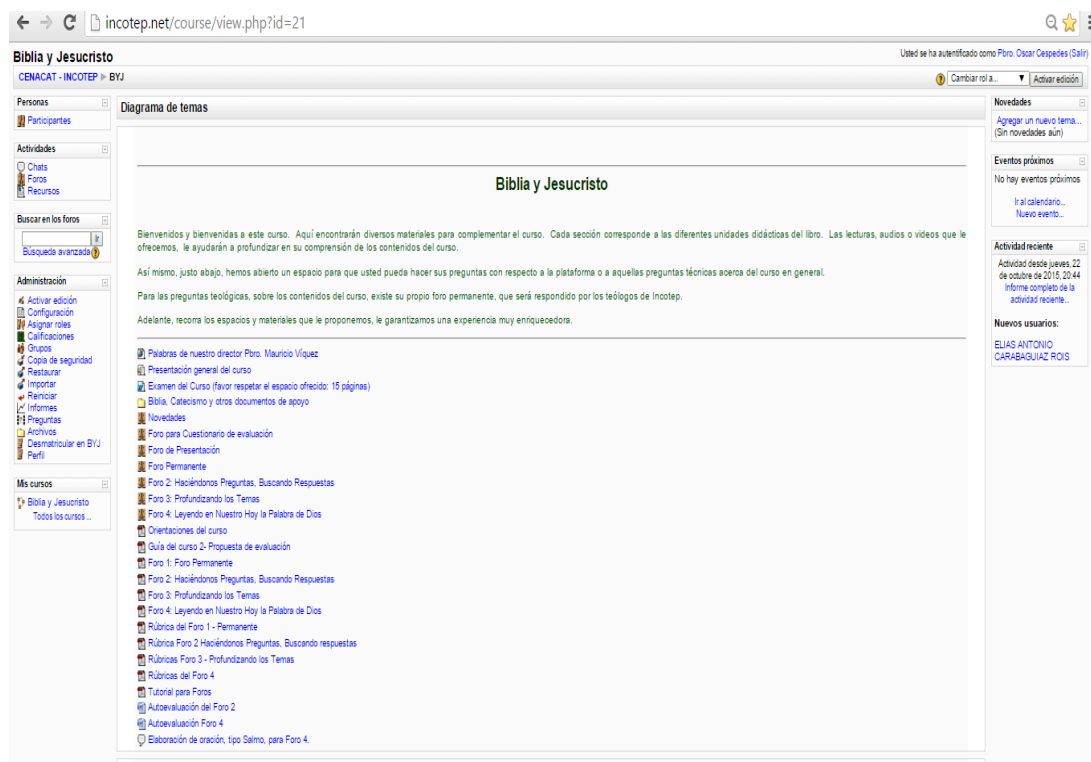 incotep.net/course/view.php?id=21
Biblia y Jesucristo
Usted se ha autentificado como Pbro. Oscar Cespedes (Salir)
CENACAT - INCOTEP ► BYJ
Cambiar rol a...
Activar edición
Personas
Participantes
Actividades
Chats
Foros
Recursos
Buscar en los foros
Ir
Búsqueda avanzada
Administración
Activar edición
Configuración
Asignar roles
Calificaciones
Grupos
Copia de seguridad
Restaurar
Importar
Reiniciar
Informes
Preguntas
Archivos
Desmatricular en BYJ
Perfil
Mis cursos
Biblia y Jesucristo
Todos los cursos ...
Diagrama de temas
Biblia y Jesucristo
Bienvenidos y bienvenidas a este curso. Aquí encontrarán diversos materiales para complementar el curso. Cada sección corresponde a las diferentes unidades didácticas del libro. Las lecturas, audios o videos que le
ofrecemos, le ayudarán a profundizar en su comprensión de los contenidos del curso.
Así mismo, justo abajo, hemos abierto un espacio para que usted pueda hacer sus preguntas con respecto a la plataforma o a aquellas preguntas técnicas acerca del curso en general.
Para las preguntas teológicas, sobre los contenidos del curso, existe su propio foro permanente, que será respondido por los teólogos de Incotep.
Adelante, recorra los espacios y materiales que le proponemos, le garantizamos una experiencia muy enriquecedora.
Palabras de nuestro director Pbro. Mauricio Víquez
Presentación general del curso
Examen del Curso (favor respetar el espacio ofrecido: 15 páginas)
Biblia, Catecismo y otros documentos de apoyo
Novedades
Foro para Cuestionario de evaluación
Foro de Presentación
Foro Permanente
Foro 2: Haciéndonos Preguntas, Buscando Respuestas
Foro 3: Profundizando los Temas
Foro 4: Leyendo en Nuestro Hoy la Palabra de Dios
Orientaciones del curso
Guía del curso 2- Propuesta de evaluación
Foro 1: Foro Permanente
Foro 2: Haciéndonos Preguntas, Buscando Respuestas
Foro 3: Profundizando los Temas
Foro 4: Leyendo en Nuestro Hoy la Palabra de Dios
Rúbrica del Foro 1 - Permanente
Rúbrica Foro 2 Haciéndonos Preguntas, Buscando respuestas
Rúbricas Foro 3 - Profundizando los Temas
Rúbricas del Foro 4
Tutorial para Foros
Autoevaluación del Foro 2
Autoevaluación Foro 4
Elaboración de oración, tipo Salmo, para Foro 4.
Novedades
Agregar un nuevo tema...
(Sin novedades aún)
Eventos próximos
No hay eventos próximos
Ir al calendario...
Nuevo evento...
Actividad reciente
Actividad desde jueves, 22
de octubre de 2015, 20:44
Informe completo de la
actividad reciente...
Nuevos usuarios:
ELIAS ANTONIO
CARABAGUIAZ ROIS